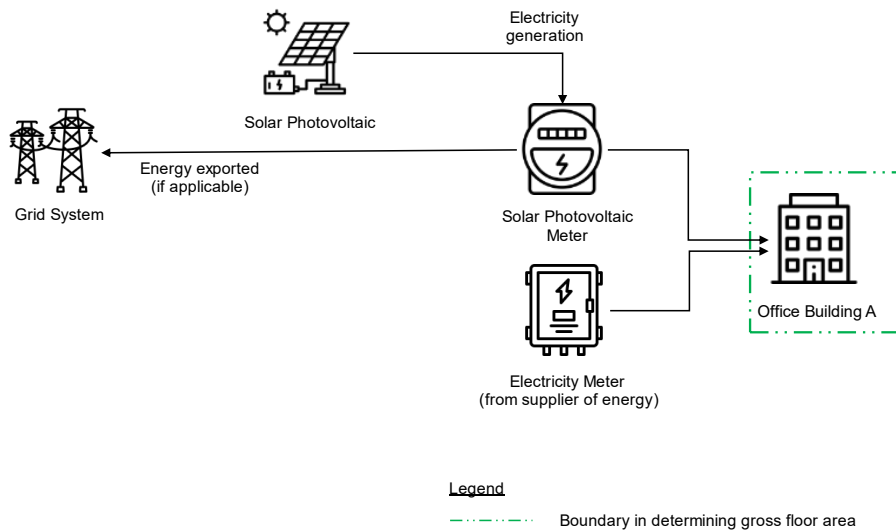 Electricity
generation
Solar Photovoltaic
Energy exported
(if applicable)
Grid System
Solar Photovoltaic
Meter
Office Building A
Electricity Meter
(from supplier of energy)
Legend
Boundary in determining gross floor area